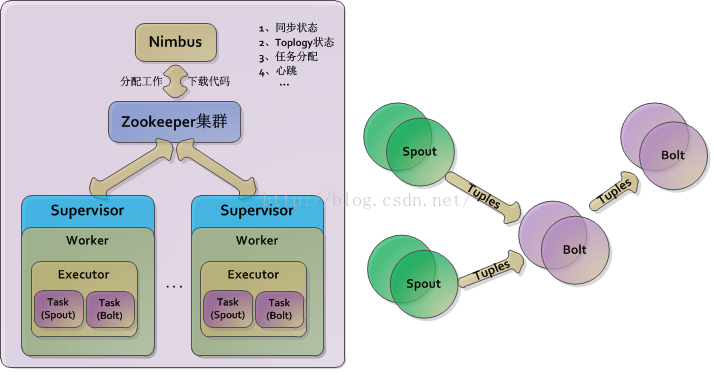 Nimbus
1、同步状态
2、Toplogy状态
3、任务分配
4、心跳
...
分配工作
下载代码
Zookeeper集群
Supervisor
Worker
Executor
Task
(Spout)
Task
(Bolt)
...
Supervisor
Worker
Executor
Task
(Spout)
Task
(Bolt)
http://blog.csdn.net/
Spout
Tuples
Spout
Tuples
Bolt
Tuples
Bolt